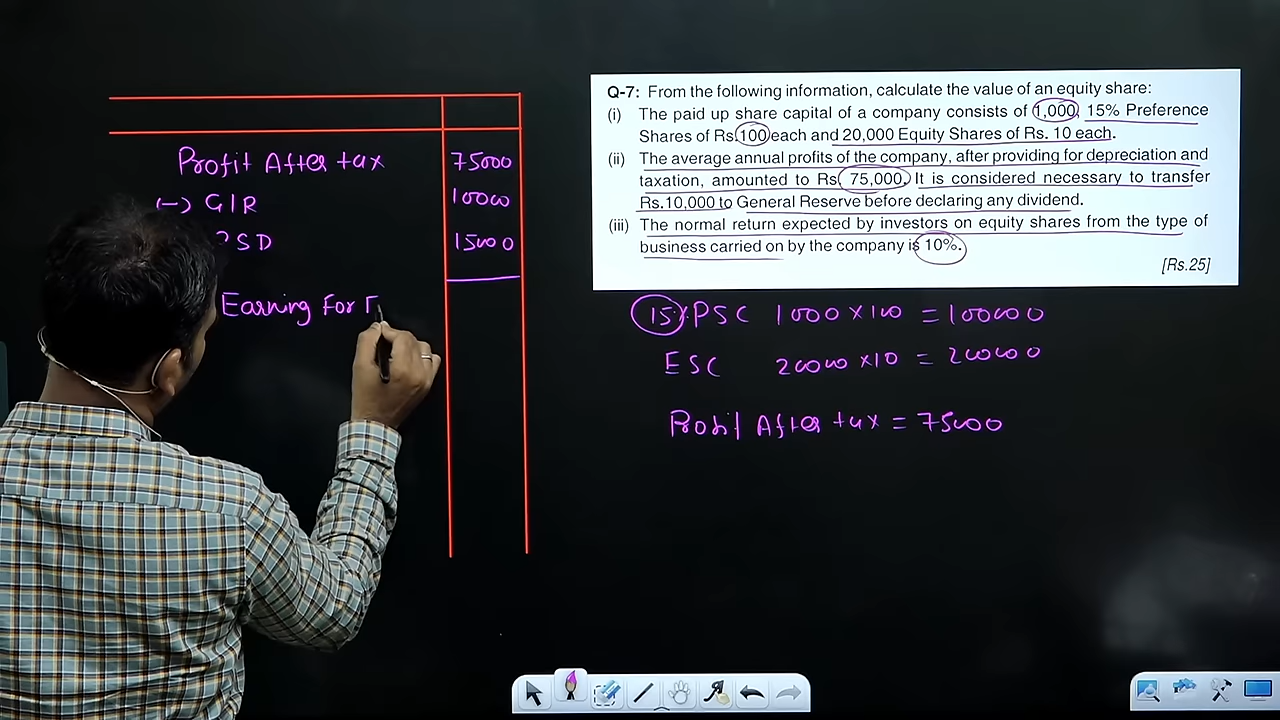 Profit After tax 75000
(-) G/R 10000
PSD 15000
Earning For
Q-7: From the following information, calculate the value of an equity share:
(i) The paid up share capital of a company consists of 1,000, 15% Preference
Shares of Rs.100 each and 20,000 Equity Shares of Rs. 10 each.
(ii) The average annual profits of the company, after providing for depreciation and
taxation, amounted to Rs. 75,000. It is considered necessary to transfer
Rs.10,000 to General Reserve before declaring any dividend.
(iii) The normal return expected by investors on equity shares from the type of
business carried on by the company is 10%.
[Rs.25]
15% PSC 1000 × 100 = 100000
ESC 20000 × 10 = 200000
Profit After tax = 75000